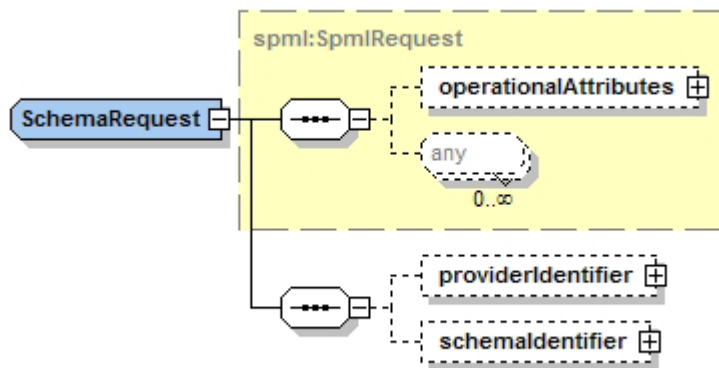 spml:SpmlRequest
operationalAttributes
SchemaRequest
any
0..∞
providerIdentifier
schemaIdentifier